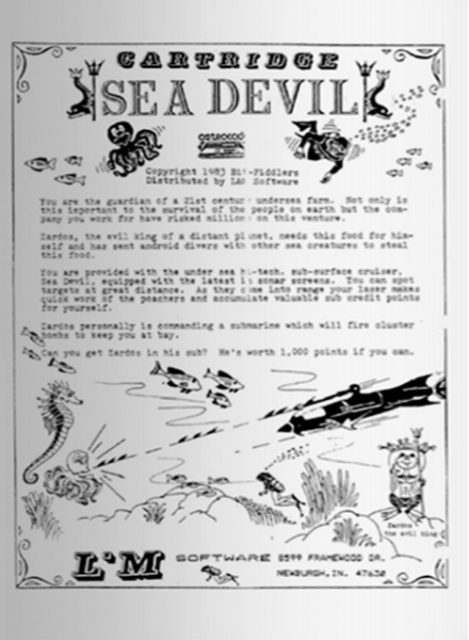 CARTRIDGE
SEA DEVIL
Copyright 1983 Bit-Fiddlers
Distributed by L&M Software
You are the guardian of a 21st century undersea farm. Not only is
this important to the survival of the people on earth but the com-
pany you work for have risked millions on this venture.
Zardos, the evil king of a distant planet, needs this food for him-
self and has sent android divers with other sea creatures to steal
this food.
You are provided with the under sea hi-tech. sub-surface cruiser.
Sea Devil, equipped with the latest in sonar screens. You can spot
targets at great distance. As they come into range your laser makes
quick work of the poachers and accumulate valuable sub credit points
for yourself.
Zardos personally is commanding a submarine which will fire cluster
bombs to keep you at bay.
Can you get Zardos in his sub? He's worth 1,000 points if you can.
Zardos
the evil king
L'M SOFTWARE 8599 FRAMEWOOD DR.
NEWBURGH, IN. 47630